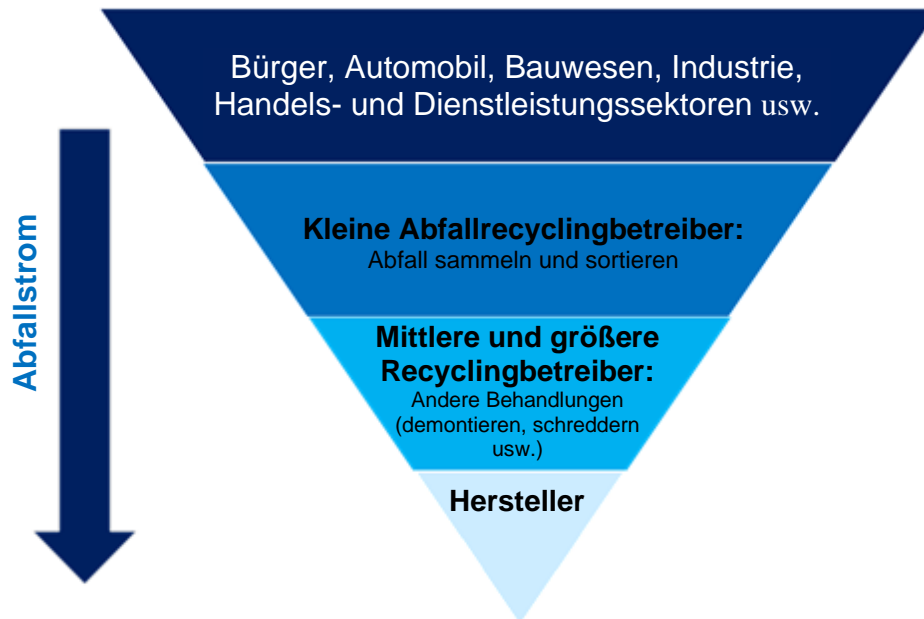 Bürger, Automobil, Bauwesen, Industrie,
Handels- und Dienstleistungssektoren usw.
Abfallstrom
Kleine Abfallrecyclingbetreiber:
Abfall sammeln und sortieren
Mittlere und größere
Recyclingbetreiber:
Andere Behandlungen
(demontieren, schreddern
usw.)
Hersteller